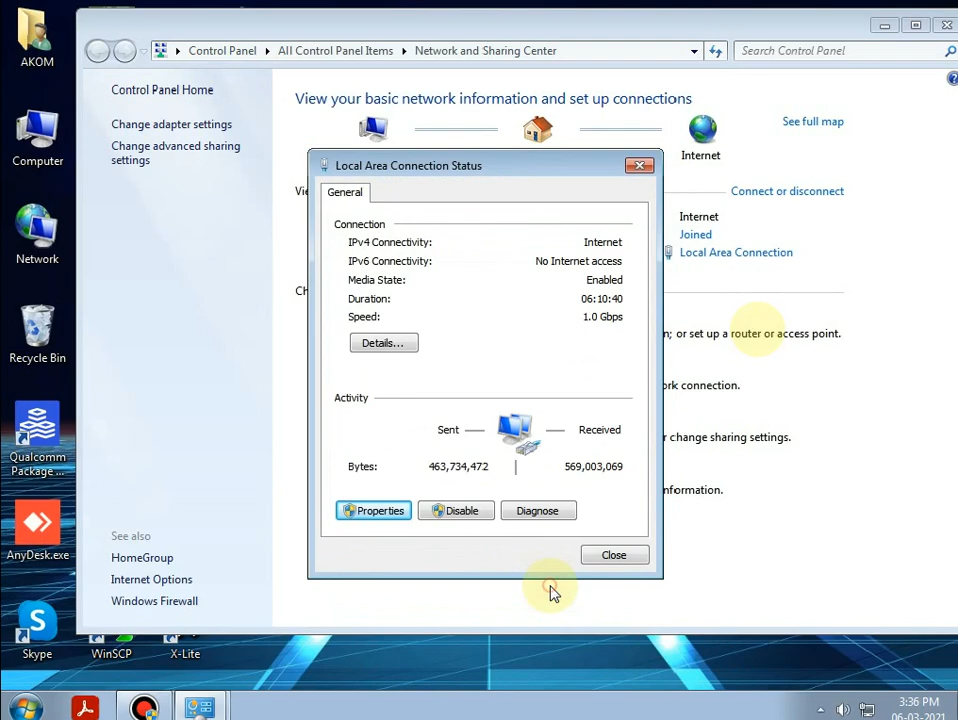 AKOM
Computer
Network
Recycle Bin
Qualcomm
Package ...
AnyDesk.exe
Skype
WinSCP
X-Lite
Control Panel
All Control Panel Items
Network and Sharing Center
Search Control Panel
Control Panel Home
Change adapter settings
Change advanced sharing
settings
See also
HomeGroup
Internet Options
Windows Firewall
View your basic network information and set up connections
See full map
Internet
Connect or disconnect
Internet
Joined
Local Area Connection
n; or set up a router or access point.
rk connection.
r change sharing settings.
nformation.
Local Area Connection Status
General
Connection
IPv4 Connectivity: Internet
IPv6 Connectivity: No Internet access
Media State: Enabled
Duration: 06:10:40
Speed: 1.0 Gbps
Details...
Activity
Sent
Received
Bytes: 463,734,472 569,003,069
Properties
Disable
Diagnose
Close
3:36 PM
06-03-2021